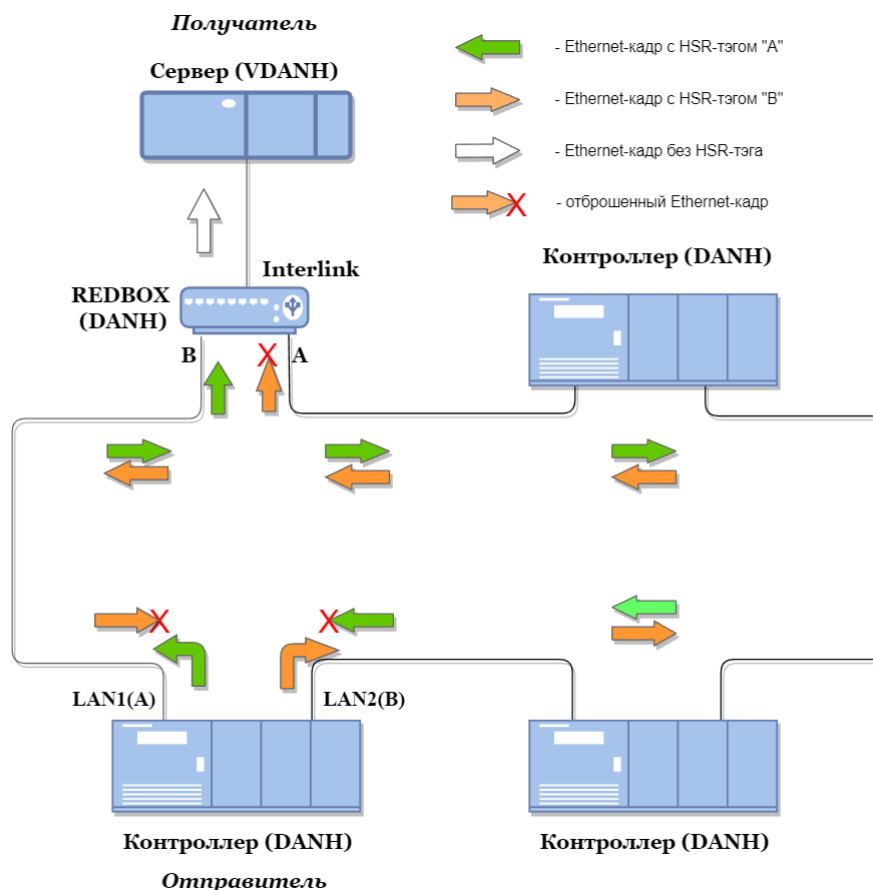 Получатель
Сервер (VDANH)
- Ethernet-кадр с HSR-тэгом "A"
- Ethernet-кадр с HSR-тэгом "B"
- Ethernet-кадр без HSR-тэга
- отброшенный Ethernet-кадр
Контроллер (DANH)
Interlink
REDBOX
(DANH)
B
X
A
X
X
LAN1(A)
LAN2(B)
Контроллер (DANH)
Контроллер (DANH)
Отправитель